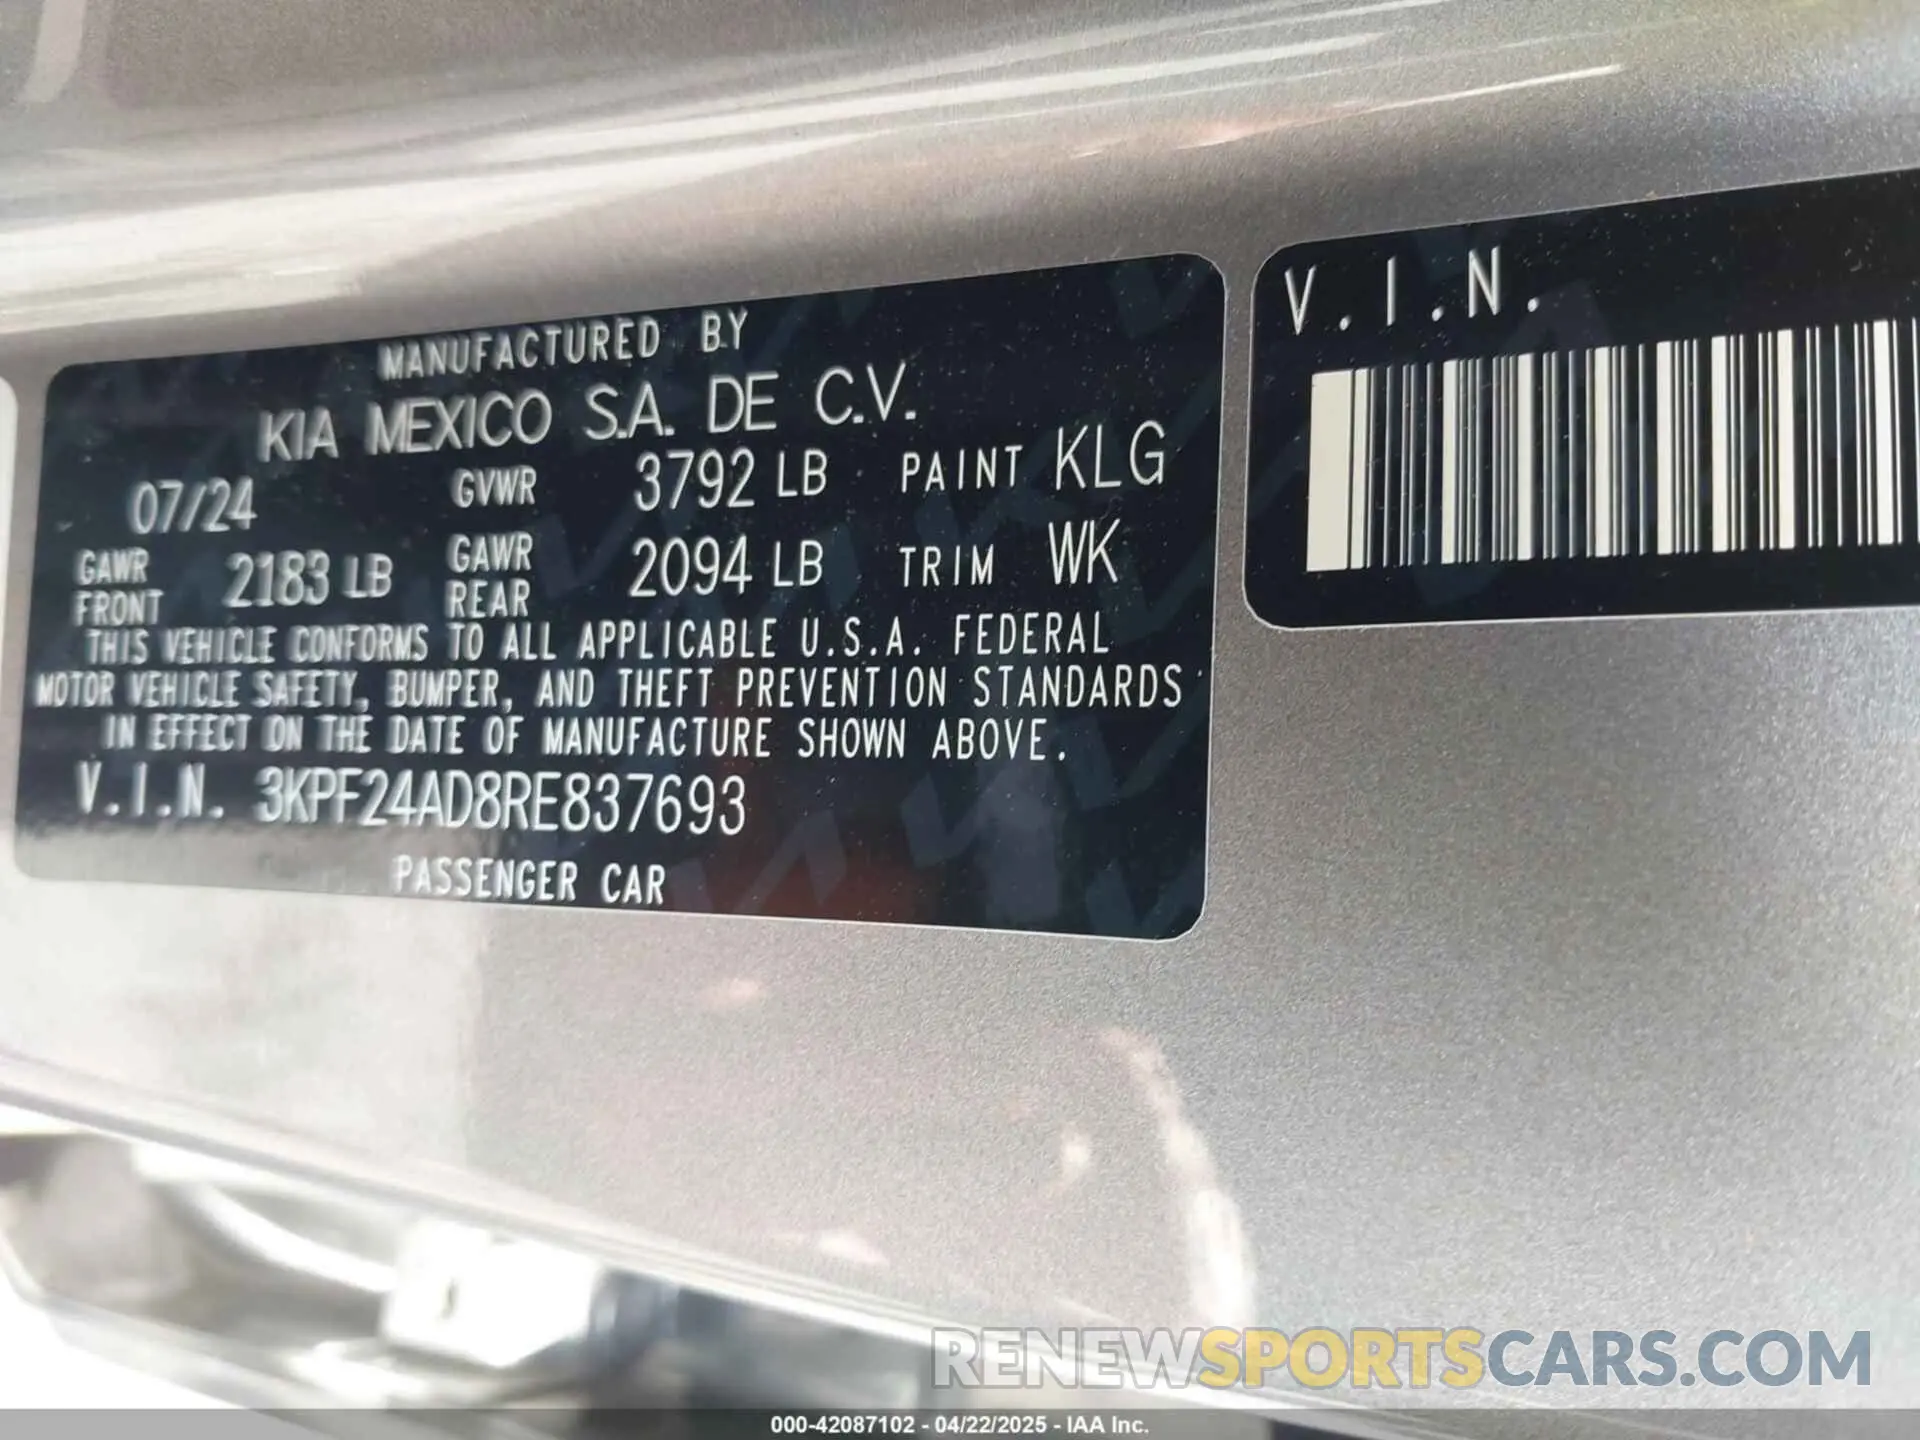 MANUFACTURED BY
KIA MEXICO S.A. DE C.V.
07/24 GVWR 3792 LB PAINT KLG
GAWR FRONT 2183 LB GAWR REAR 2094 LB TRIM WK
THIS VEHICLE CONFORMS TO ALL APPLICABLE U.S.A. FEDERAL
MOTOR VEHICLE SAFETY, BUMPER, AND THEFT PREVENTION STANDARDS
IN EFFECT ON THE DATE OF MANUFACTURE SHOWN ABOVE.
V.I.N. 3KPF24AD8RE837693
PASSENGER CAR
V.I.N.
RENEWSPORTSCARS.COM
000-42087102 - 04/22/2025 - IAA Inc.